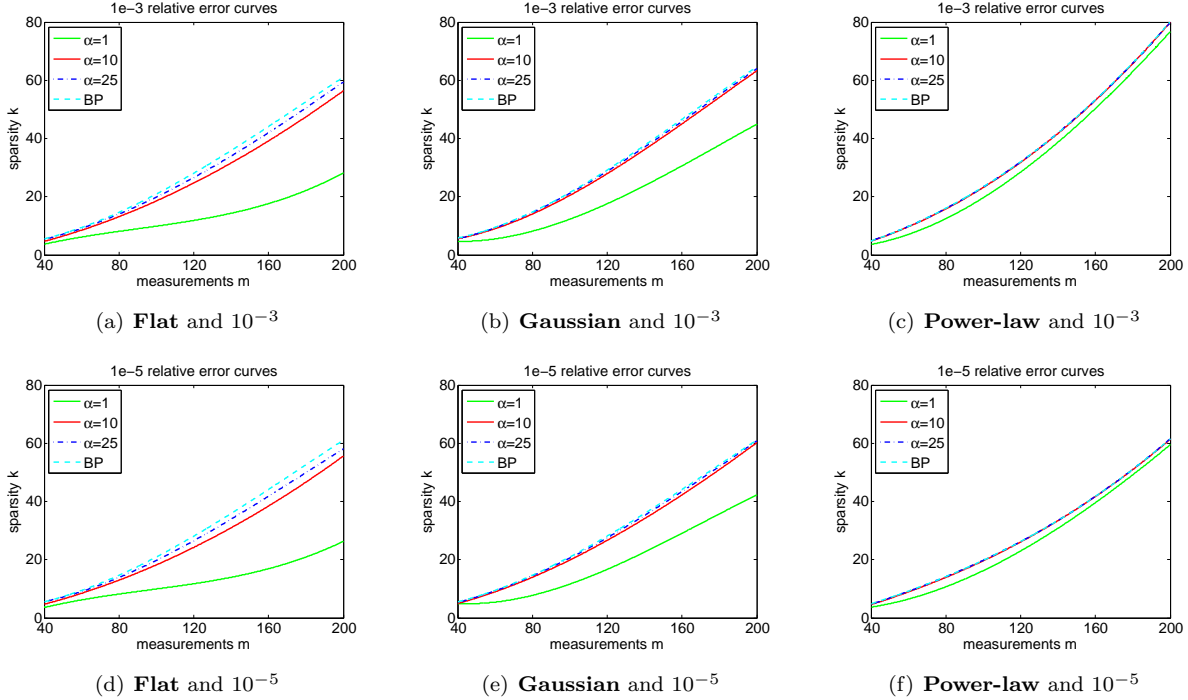 1e-3 relative error curves
80
60
40
20
0
sparsity k
α=1
α=10
α=25
BP
40 80 120 160 200
measurements m
(a) Flat and 10−3
1e-3 relative error curves
80
60
40
20
0
sparsity k
α=1
α=10
α=25
BP
40 80 120 160 200
measurements m
(b) Gaussian and 10−3
1e-3 relative error curves
80
60
40
20
0
sparsity k
α=1
α=10
α=25
BP
40 80 120 160 200
measurements m
(c) Power-law and 10−3
1e-5 relative error curves
80
60
40
20
0
sparsity k
α=1
α=10
α=25
BP
40 80 120 160 200
measurements m
(d) Flat and 10−5
1e-5 relative error curves
80
60
40
20
0
sparsity k
α=1
α=10
α=25
BP
40 80 120 160 200
measurements m
(e) Gaussian and 10−5
1e-5 relative error curves
80
60
40
20
0
sparsity k
α=1
α=10
α=25
BP
40 80 120 160 200
measurements m
(f) Power-law and 10−5